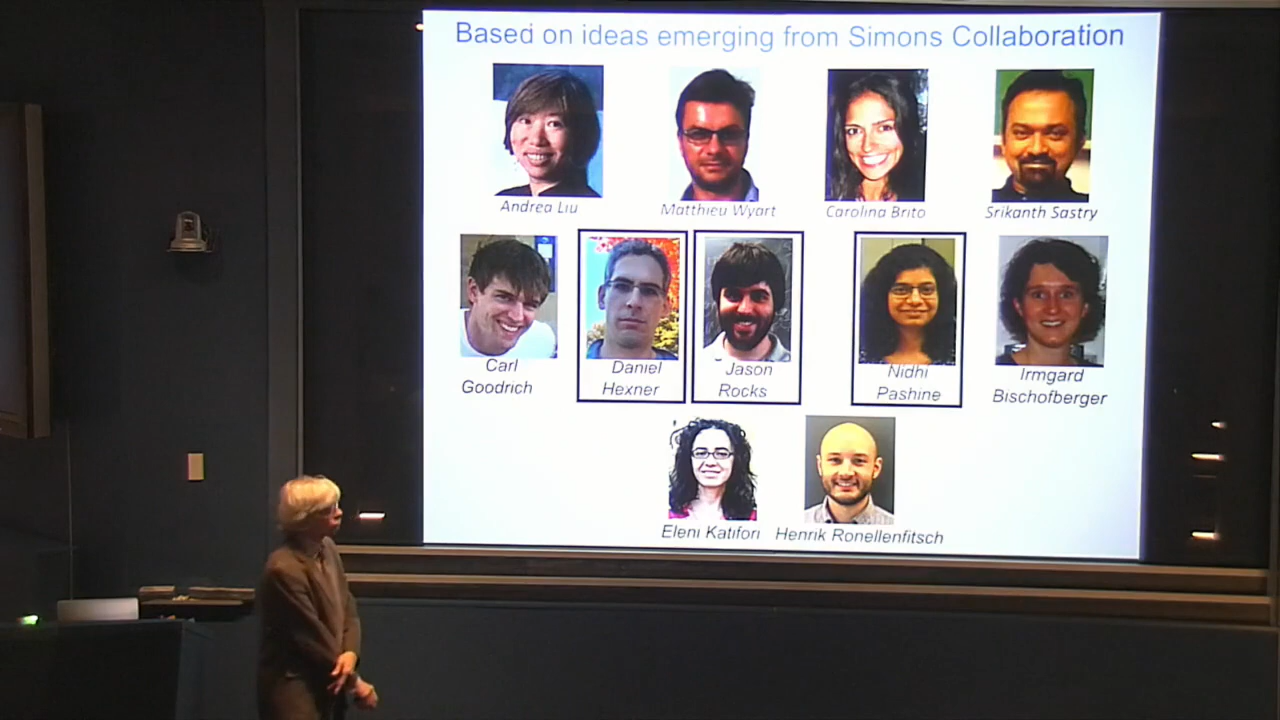 Based on ideas emerging from Simons Collaboration
Andrea Liu
Matthieu Wyart
Carolina Brito
Srikanth Sastry
Carl
Goodrich
Daniel
Hexner
Jason
Rocks
Nidhi
Pashine
Irmgard
Bischofberger
Eleni Katifori
Henrik Ronellenfitsch